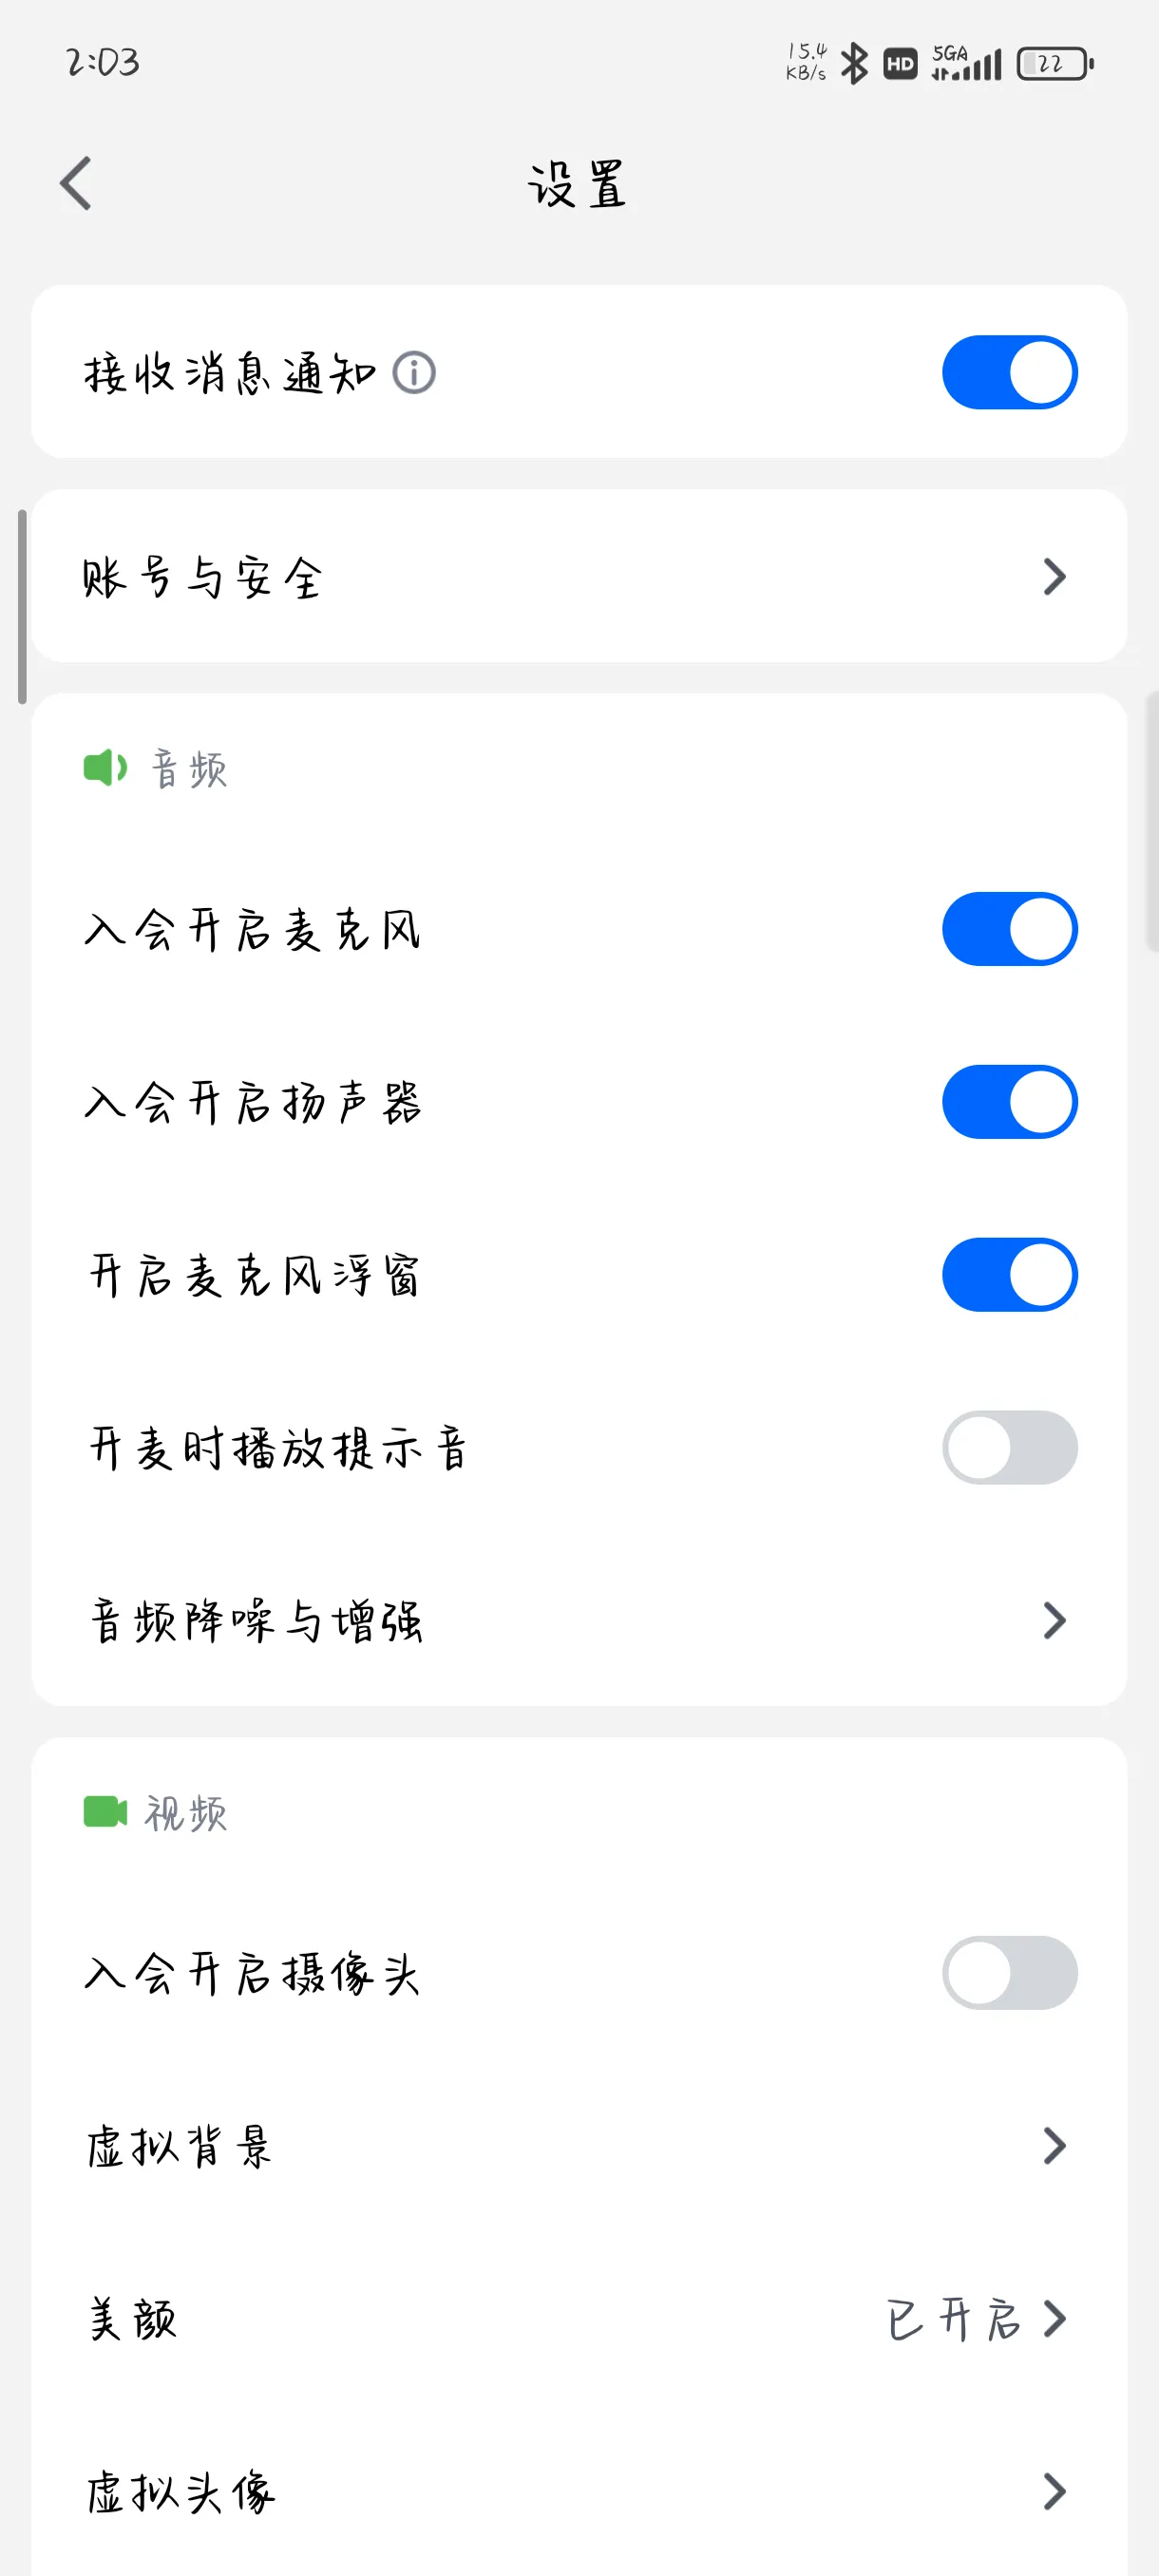 2:03
15.4 KB/s HD 5GA 22
设置
接收消息通知
账号与安全
音频
入会开启麦克风
入会开启扬声器
开启麦克风浮窗
开麦时播放提示音
音频降噪与增强
视频
入会开启摄像头
虚拟背景
美颜 已开启
虚拟头像